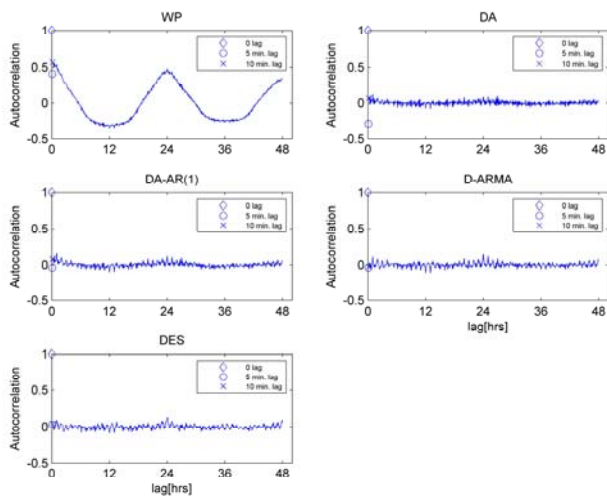 WP
1
0.5
0
-0.5
Autocorrelation
0 lag
5 min. lag
10 min. lag
0 12 24 36 48
DA
1
0.5
0
-0.5
Autocorrelation
0 lag
5 min. lag
10 min. lag
0 12 24 36 48
DA-AR(1)
1
0.5
0
-0.5
Autocorrelation
0 lag
5 min. lag
10 min. lag
0 12 24 36 48
D-ARMA
1
0.5
0
-0.5
Autocorrelation
0 lag
5 min. lag
10 min. lag
0 12 24 36 48
lag[hrs]
DES
1
0.5
0
-0.5
Autocorrelation
0 lag
5 min. lag
10 min. lag
0 12 24 36 48
lag[hrs]